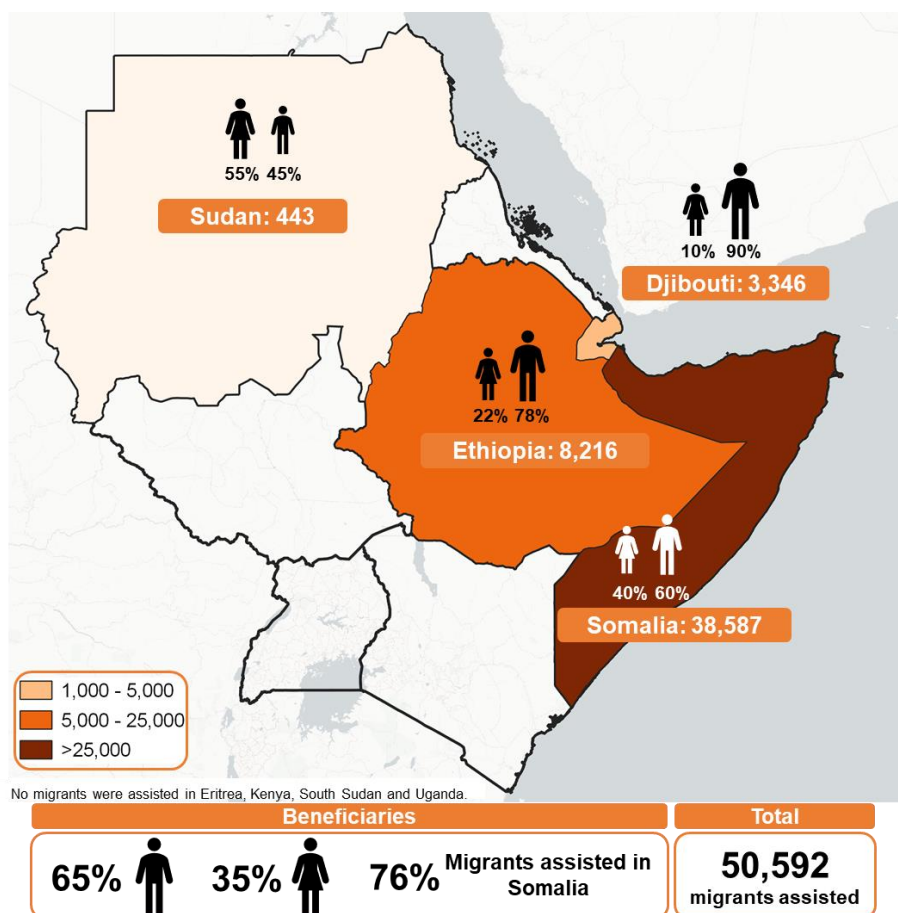 55% 45%
Sudan: 443
10% 90%
Djibouti: 3,346
22% 78%
Ethiopia: 8,216
40% 60%
Somalia: 38,587
1,000 - 5,000
5,000 - 25,000
>25,000
No migrants were assisted in Eritrea, Kenya, South Sudan and Uganda.
Beneficiaries
65% 35% 76% Migrants assisted in
Somalia
Total
50,592
migrants assisted